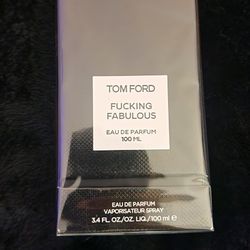 TOM FORD
FUCKING
FABULOUS
EAU DE PARFUM
100 ML
EAU DE PARFUM
VAPORISATEUR SPRAY
3.4 FL. OZ./OZ. LIQ./100 ml ℮